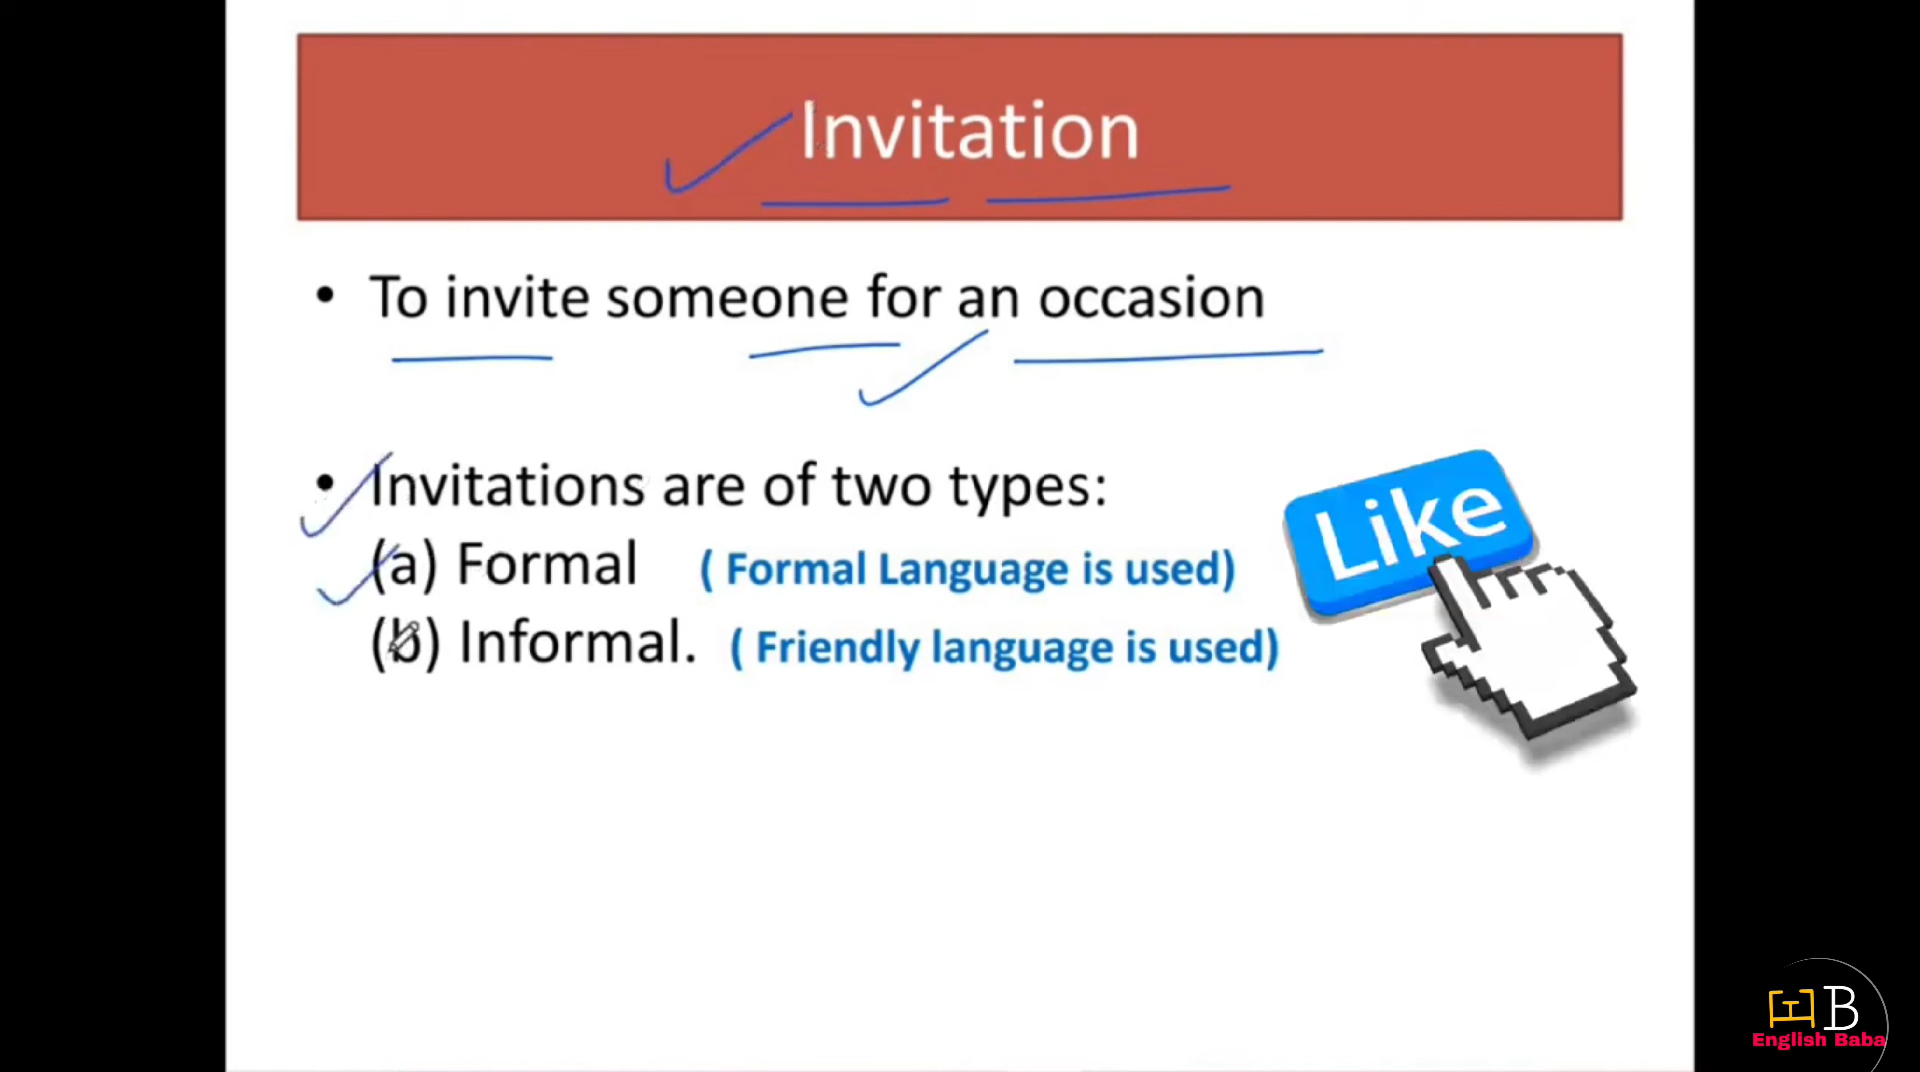 Invitation
• To invite someone for an occasion
• Invitations are of two types:
(a) Formal ( Formal Language is used)
(b) Informal. ( Friendly language is used)
Like
EB
English Baba